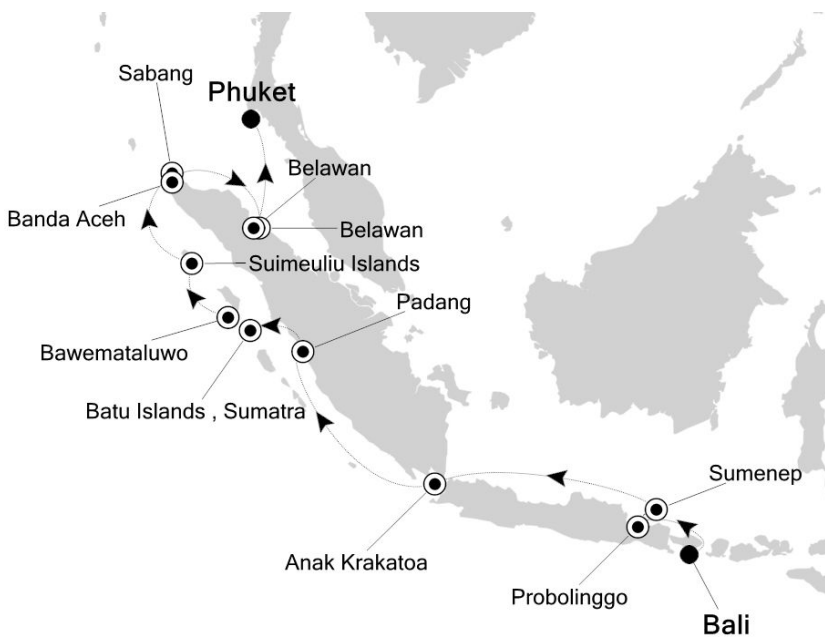 Sabang
Phuket
Belawan
Banda Aceh
Belawan
Suimeuliu Islands
Padang
Bawemataluwo
Batu Islands , Sumatra
Sumenep
Anak Krakatoa
Probolinggo
Bali